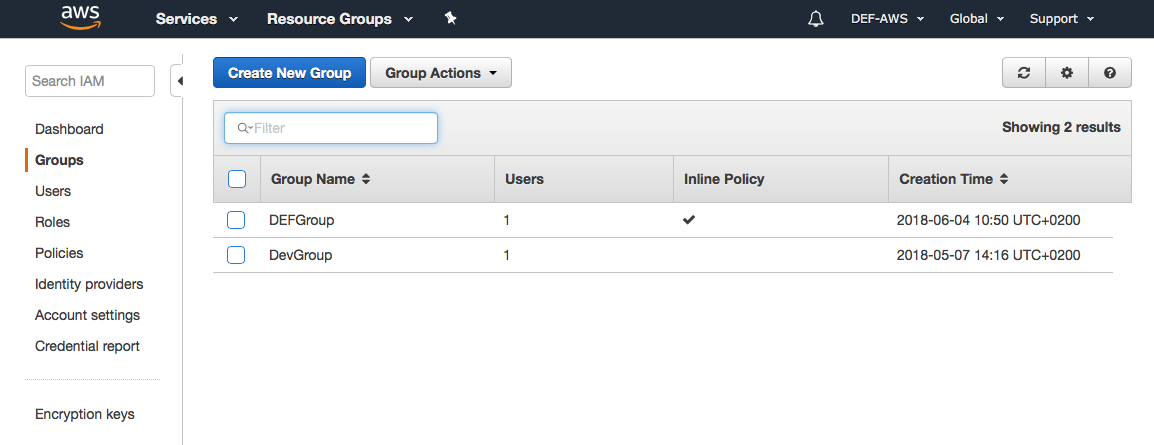 aws Services Resource Groups DEF-AWS Global Support
Search IAM Create New Group Group Actions
Filter Showing 2 results
Dashboard
Groups
Users
Roles
Policies
Identity providers
Account settings
Credential report
Encryption keys
Group Name Users Inline Policy Creation Time
DEFGroup 1 2018-06-04 10:50 UTC+0200
DevGroup 1 2018-05-07 14:16 UTC+0200